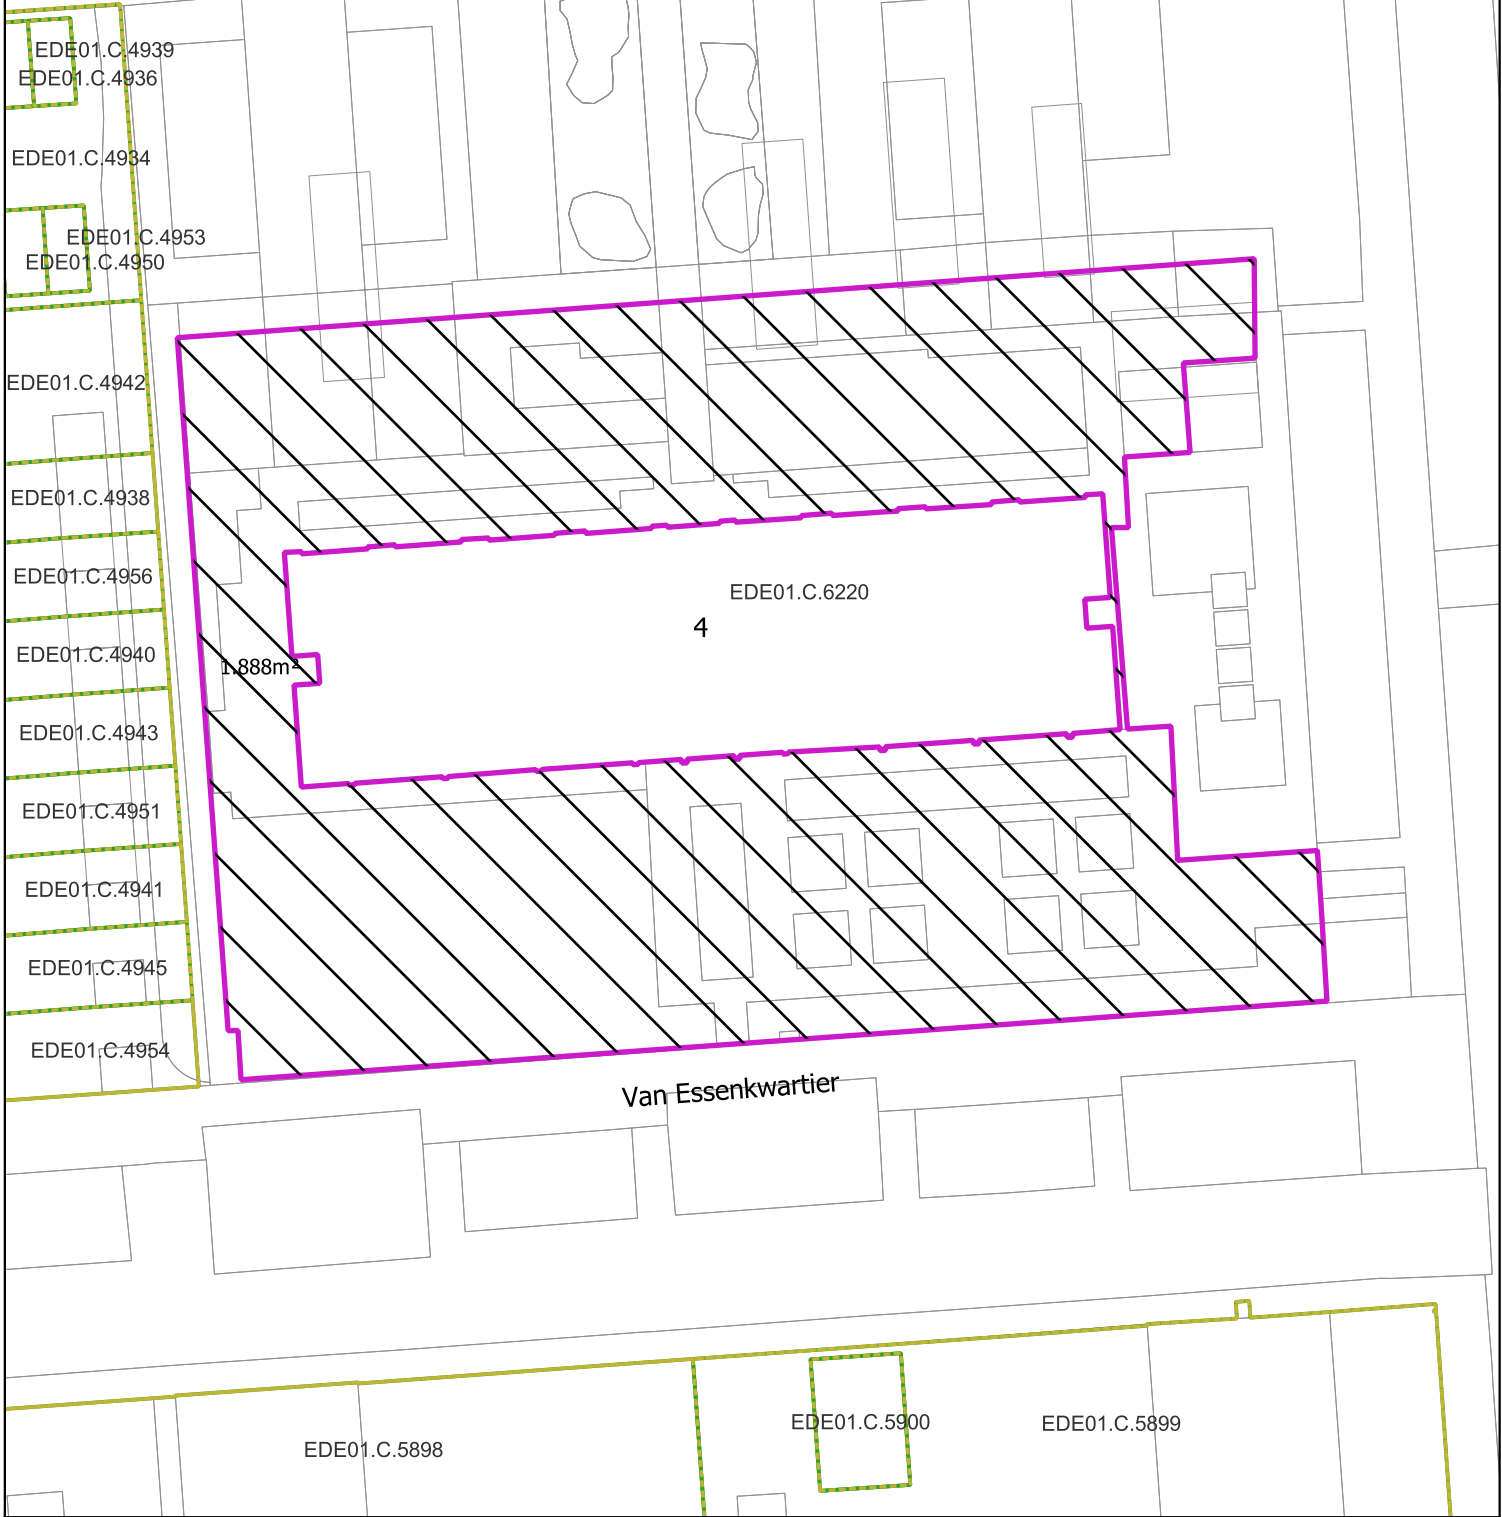 EDE01.C.4939
EDE01.C.4936
EDE01.C.4934
EDE01.C.4953
EDE01.C.4950
EDE01.C.4942
EDE01.C.4938
EDE01.C.4956
EDE01.C.6220
4
EDE01.C.4940
1.888m²
EDE01.C.4943
EDE01.C.4951
EDE01.C.4941
EDE01.C.4945
EDE01.C.4954
Van Essenkwartier
EDE01.C.5900
EDE01.C.5899
EDE01.C.5898